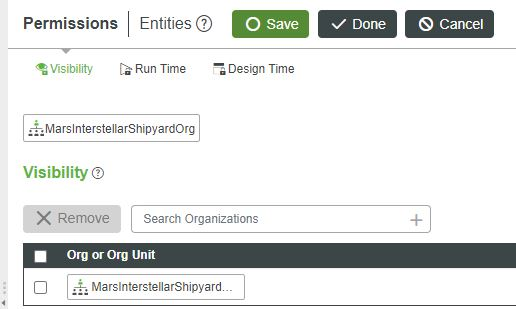 Permissions Entities ? Save Done Cancel
Visibility Run Time Design Time
MarsInterstellarShipyardOrg
Visibility ?
Remove Search Organizations +
Org or Org Unit
MarsInterstellarShipyard...